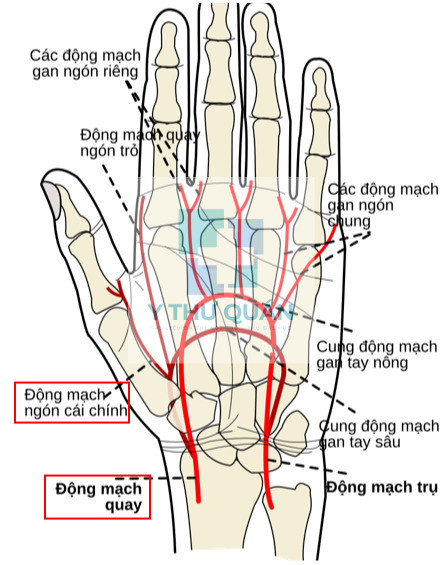 Các động mạch
gan ngón riêng
Động mạch quay
ngón trỏ
Các động mạch
gan ngón
chung
Y THƯ QUÁN
Cung động mạch
gan tay nông
Động mạch
ngón cái chính
Cung động mạch
gan tay sâu
Động mạch
quay
Động mạch trụ